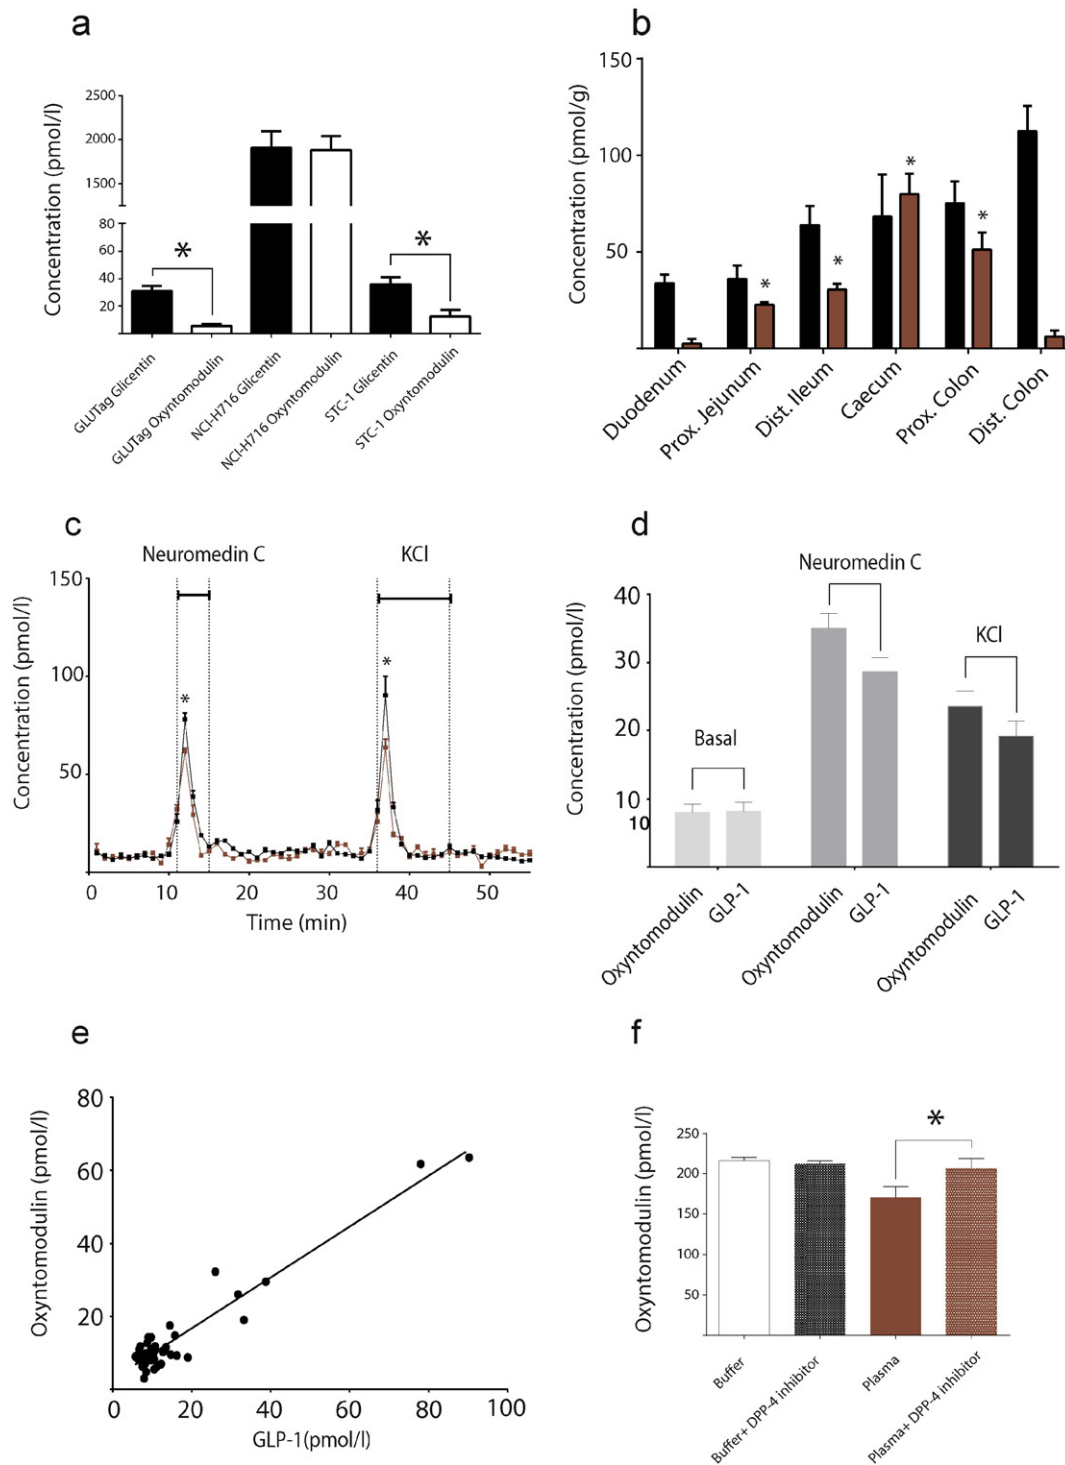 a
Concentration (pmol/l)
2500
2000
1500
80
60
40
20
*
*
GLUTag Glicentin
GLUTag Oxyntomodulin
NCI-H716 Glicentin
NCI-H716 Oxyntomodulin
STC-1 Glicentin
STC-1 Oxyntomodulin
b
Concentration (pmol/g)
150
100
50
*
*
*
*
Duodenum
Prox. Jejunum
Dist. Ileum
Caecum
Prox. Colon
Dist. Colon
c
Neuromedin C
KCl
Concentration (pmol/l)
150
100
50
*
*
0
10
20
30
40
50
Time (min)
d
Neuromedin C
KCl
Basal
Concentration (pmol/l)
40
30
20
10
10
Oxyntomodulin
GLP-1
Oxyntomodulin
GLP-1
Oxyntomodulin
GLP-1
e
Oxyntomodulin (pmol/l)
80
60
40
20
0
20
40
60
80
100
GLP-1(pmol/l)
f
Oxyntomodulin (pmol/l)
250
200
150
100
50
*
Buffer
Buffer+ DPP-4 inhibitor
Plasma
Plasma+ DPP-4 inhibitor